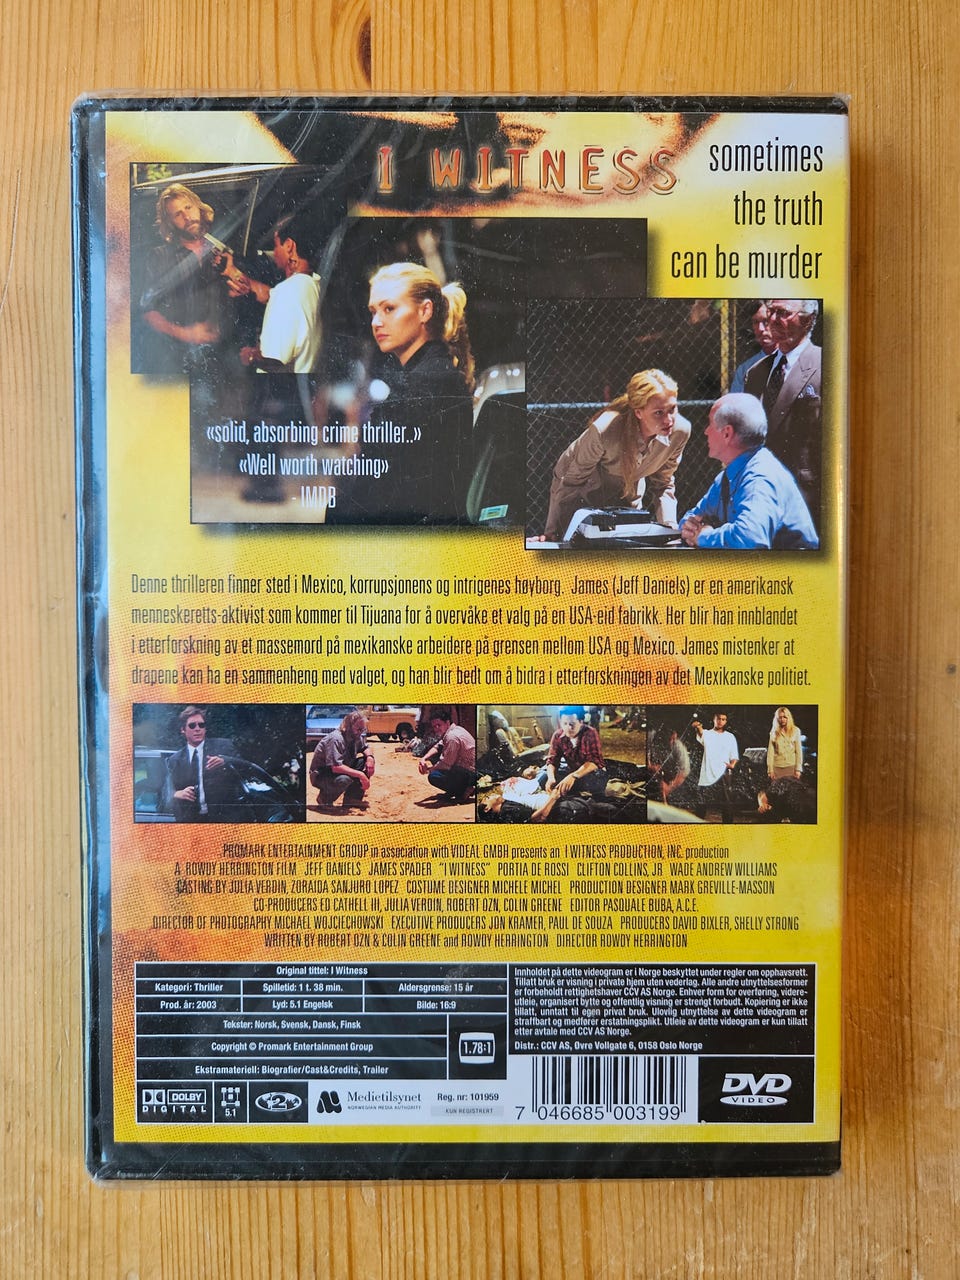 I WITNESS
sometimes
the truth
can be murder
«solid, absorbing crime thriller..»
«Well worth watching»
- IMDB
Denne thrilleren finner sted i Mexico, korrupsjonens og intrigenes høyborg. James (Jeff Daniels) er en amerikansk
menneskeretts-aktivist som kommer til Tijuana for å overvåke et valg på en USA-eid fabrikk. Her blir han innblandet
i etterforskning av et massemord på mexikanske arbeidere på grensen mellom USA og Mexico. James mistenker at
drapene kan ha en sammenheng med valget, og han blir bedt om å bidra i etterforskningen av det Mexikanske politiet.
PROMARK ENTERTAINMENT GROUP in association with VIDEAL GMBH presents an I WITNESS PRODUCTION, INC. production
A ROWDY HERRINGTON FILM JEFF DANIELS JAMES SPADER "I WITNESS" PORTIA DE ROSSI CLIFTON COLLINS, JR WADE ANDREW WILLIAMS
CASTING BY JULIA VERDIN, ZORAIDA SANJURO LOPEZ COSTUME DESIGNER MICHELE MICHEL PRODUCTION DESIGNER MARK GREVILLE-MASSON
CO-PRODUCERS ED CATHELL III, JULIA VERDIN, ROBERT OZN, COLIN GREENE EDITOR PASQUALE BUBA, A.C.E.
DIRECTOR OF PHOTOGRAPHY MICHAEL WOJCIECHOWSKI EXECUTIVE PRODUCERS JON KRAMER, PAUL DE SOUZA PRODUCERS DAVID BIXLER, SHELLY STRONG
WRITTEN BY ROBERT OZN & COLIN GREENE and ROWDY HERRINGTON DIRECTOR ROWDY HERRINGTON
Original tittel: I Witness
Kategori: Thriller Spilletid: 1 t. 38 min. Aldersgrense: 15 år
Prod. år: 2003 Lyd: 5.1 Engelsk Bilde: 16:9
Tekster: Norsk, Svensk, Dansk, Finsk
Copyright © Promark Entertainment Group
Ekstramateriell: Biografier/Cast&Credits, Trailer
1.78:1
Innholdet på dette videogram er i Norge beskyttet under regler om opphavsrett.
Tillatt bruk er visning i private hjem uten vederlag. Alle andre utnyttelsesformer
er forbeholdt rettighetshaver CCV AS Norge. Enhver form for overføring, videre-
utleie, organisert bytte og offentlig visning er strengt forbudt. Kopiering er ikke
tillatt, unntatt til egen privat bruk. Ulovlig utnyttelse av dette videogram er
straffbart og medfører erstatningsplikt. Utleie av dette videogram er kun tillatt
etter avtale med CCV AS Norge.
Distr.: CCV AS, Øvre Vollgate 6, 0158 Oslo Norge
DOLBY
DIGITAL
5.1
2
Medietilsynet
NORWEGIAN MEDIA AUTHORITY
Reg. nr: 101959
KUN REGISTRERT
7 046685 003199
DVD
VIDEO